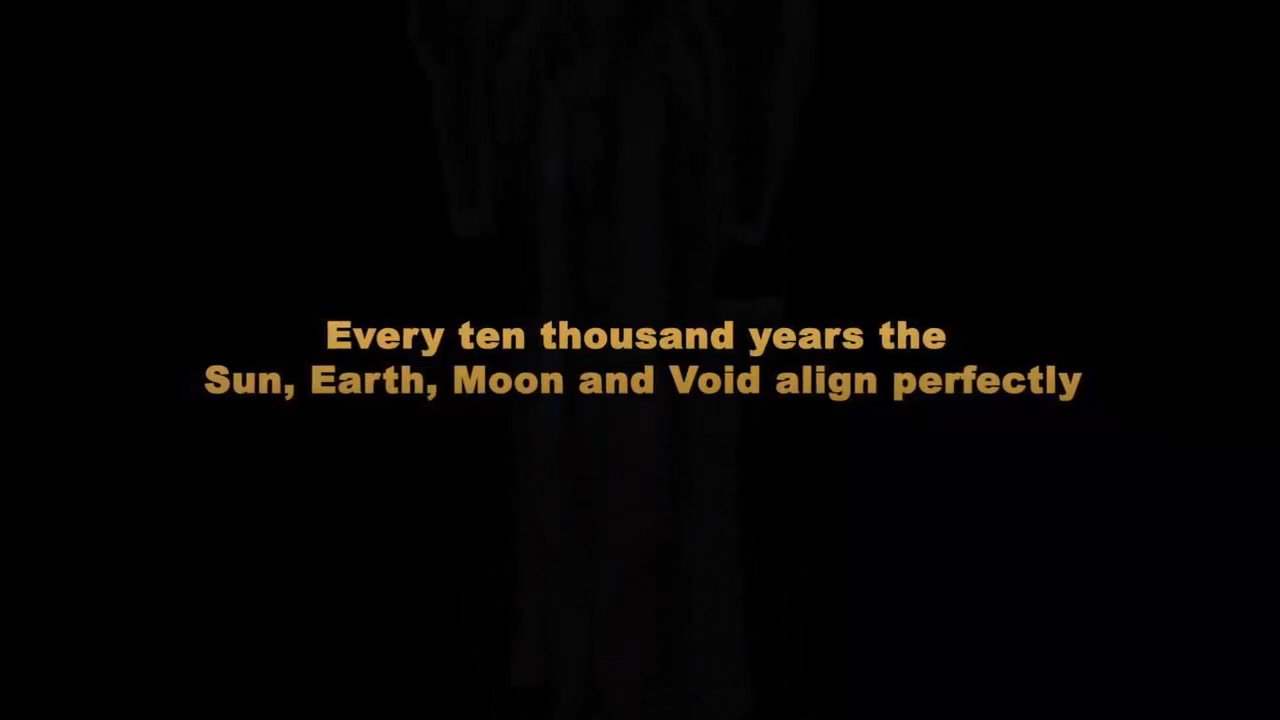 Every ten thousand years the
Sun, Earth, Moon and Void align perfectly